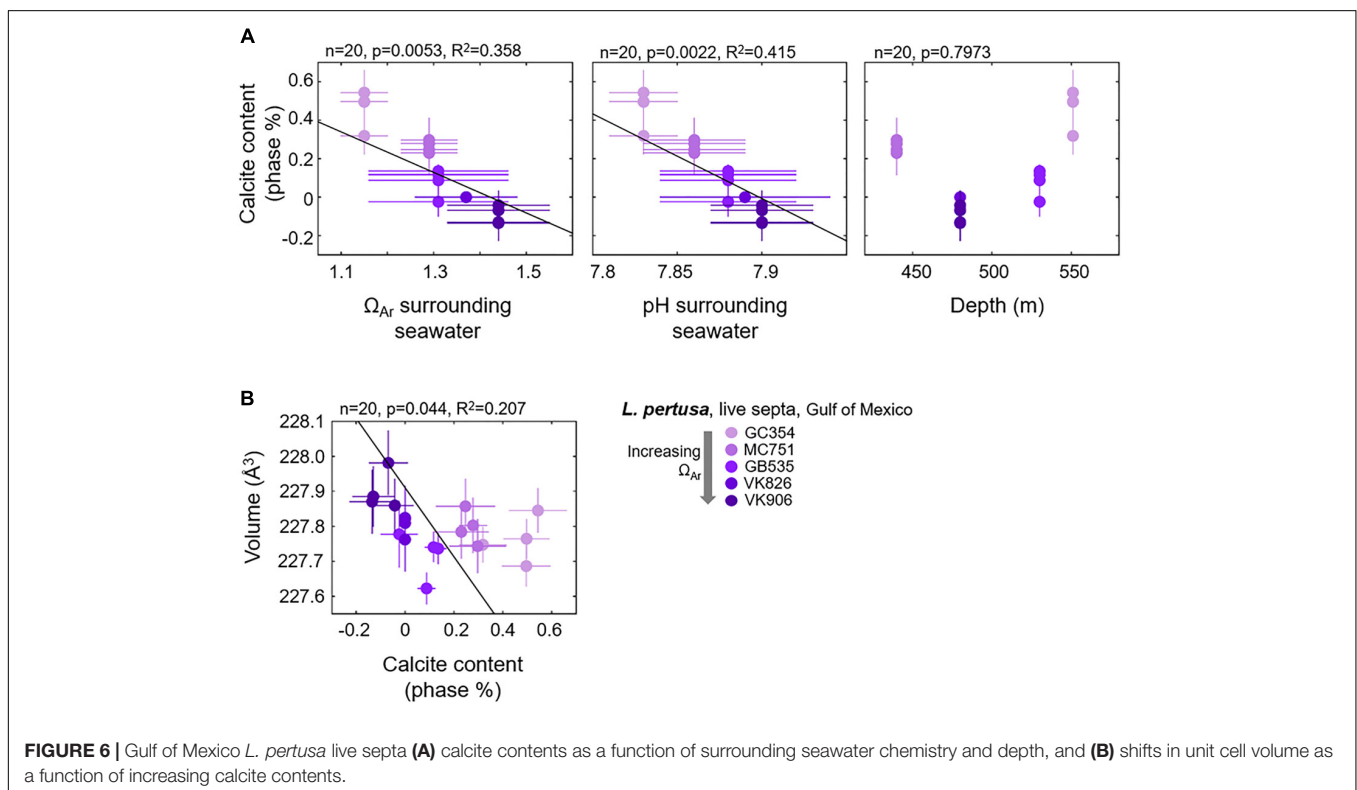 A
n=20, p=0.0053, R²=0.358
n=20, p=0.0022, R²=0.415
n=20, p=0.7973
Calcite content
(phase %)
0.6
0.4
0.2
0
-0.2
1.1 1.3 1.5
7.8 7.85 7.9
450 500 550
Ω_Ar surrounding
seawater
pH surrounding
seawater
Depth (m)
B
n=20, p=0.044, R²=0.207
Volume (Å³)
228.1
228.0
227.9
227.8
227.7
227.6
-0.2 0 0.2 0.4 0.6
Calcite content
(phase %)
L. pertusa, live septa, Gulf of Mexico
Increasing
Ω_Ar
GC354
MC751
GB535
VK826
VK906
FIGURE 6 | Gulf of Mexico L. pertusa live septa (A) calcite contents as a function of surrounding seawater chemistry and depth, and (B) shifts in unit cell volume as
a function of increasing calcite contents.